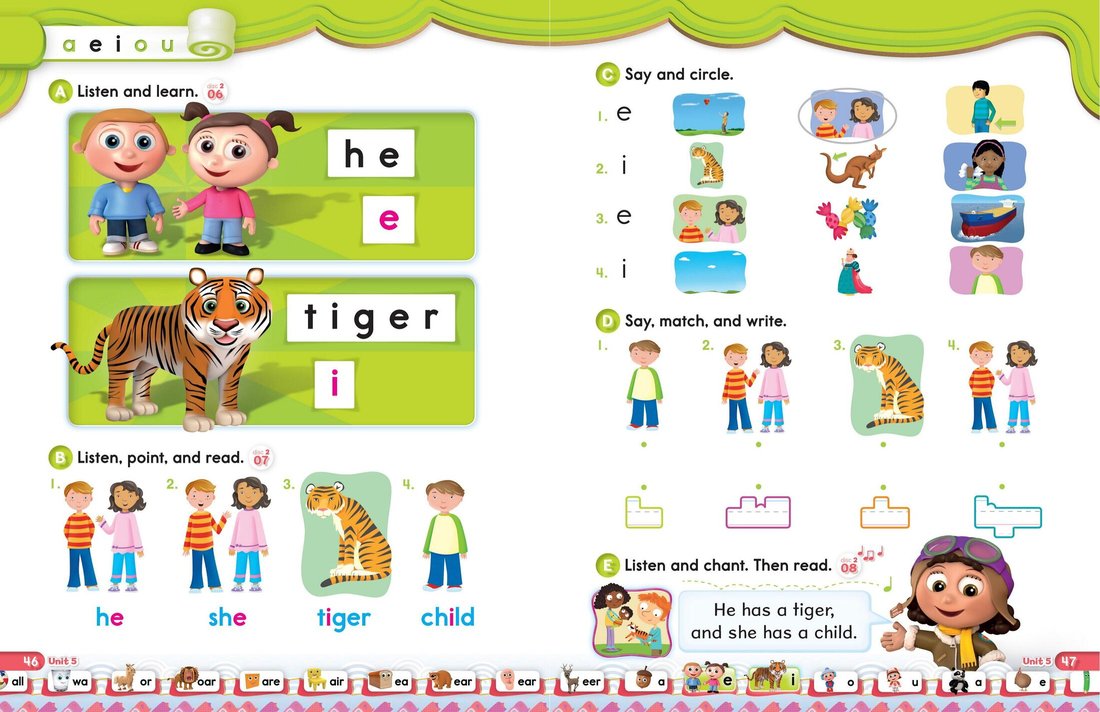 a e i o u
A Listen and learn. disc 2 06
he
e
tiger
i
B Listen, point, and read. disc 2 07
1. 2. 3. 4.
he she tiger child
46 Unit 5
C Say and circle.
1. e
2. i
3. e
4. i
D Say, match, and write.
1. 2. 3. 4.
E Listen and chant. Then read. disc 2 08
He has a tiger,
and she has a child.
Unit 5 47
all wa or oar are air ea ear ear eer a e i o u a e